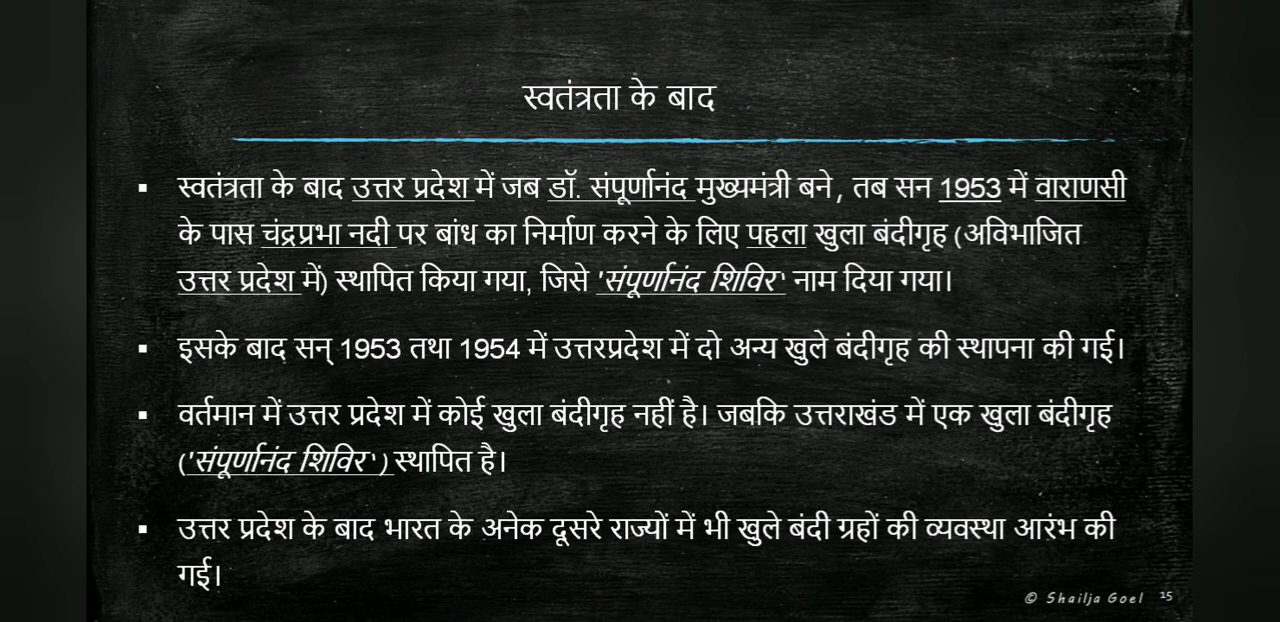 स्वतंत्रता के बाद
▪ स्वतंत्रता के बाद उत्तर प्रदेश में जब डॉ. संपूर्णानंद मुख्यमंत्री बने, तब सन 1953 में वाराणसी
के पास चंद्रप्रभा नदी पर बांध का निर्माण करने के लिए पहला खुला बंदीगृह (अविभाजित
उत्तर प्रदेश में) स्थापित किया गया, जिसे 'संपूर्णानंद शिविर' नाम दिया गया।
▪ इसके बाद सन् 1953 तथा 1954 में उत्तरप्रदेश में दो अन्य खुले बंदीगृह की स्थापना की गई।
▪ वर्तमान में उत्तर प्रदेश में कोई खुला बंदीगृह नहीं है। जबकि उत्तराखंड में एक खुला बंदीगृह
('संपूर्णानंद शिविर') स्थापित है।
▪ उत्तर प्रदेश के बाद भारत के अनेक दूसरे राज्यों में भी खुले बंदी ग्रहों की व्यवस्था आरंभ की
गई।
© Shailja Goel 15